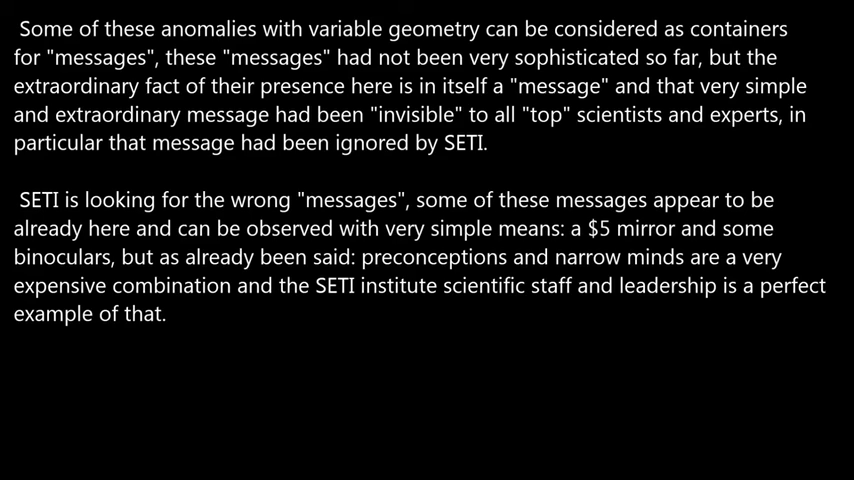 Some of these anomalies with variable geometry can be considered as containers
for "messages", these "messages" had not been very sophisticated so far, but the
extraordinary fact of their presence here is in itself a "message" and that very simple
and extraordinary message had been "invisible" to all "top" scientists and experts, in
particular that message had been ignored by SETI.
SETI is looking for the wrong "messages", some of these messages appear to be
already here and can be observed with very simple means: a $5 mirror and some
binoculars, but as already been said: preconceptions and narrow minds are a very
expensive combination and the SETI institute scientific staff and leadership is a perfect
example of that.